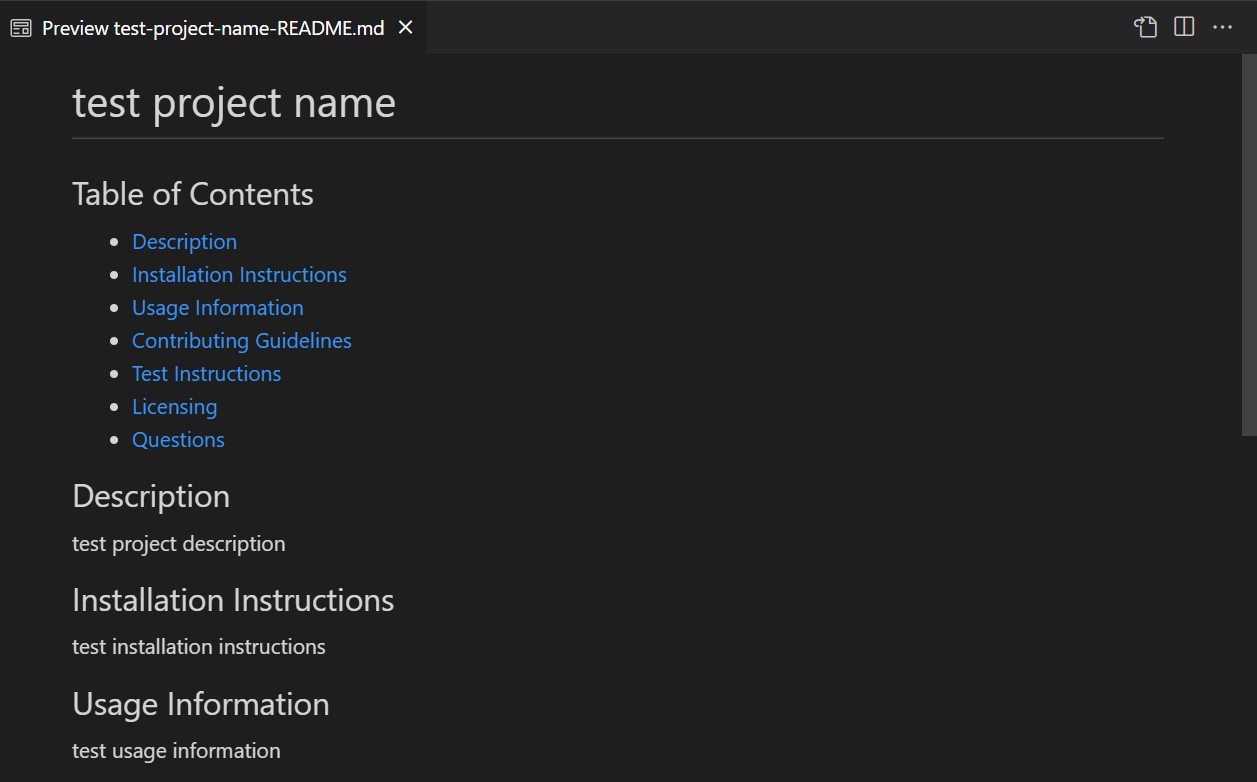 Preview test-project-name-README.md
test project name
Table of Contents
Description
Installation Instructions
Usage Information
Contributing Guidelines
Test Instructions
Licensing
Questions
Description
test project description
Installation Instructions
test installation instructions
Usage Information
test usage information